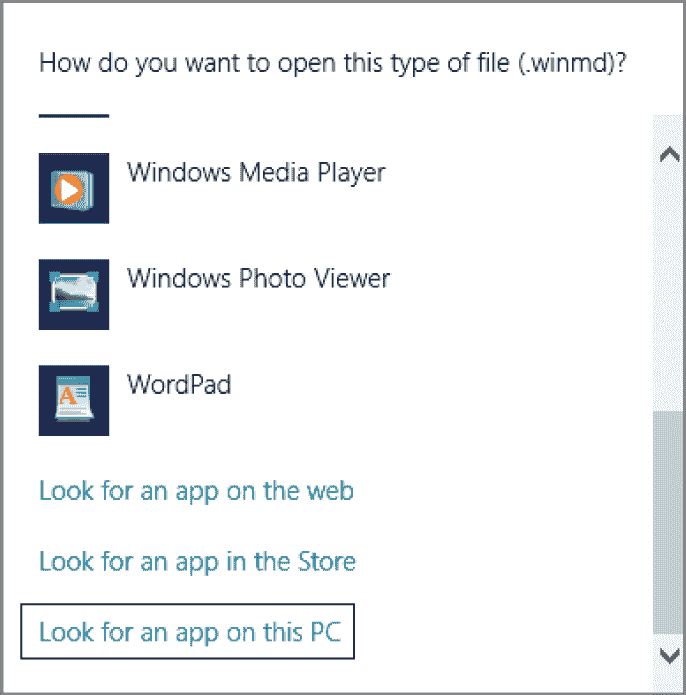 How do you want to open this type of file (.winmd)?
Windows Media Player
Windows Photo Viewer
WordPad
Look for an app on the web
Look for an app in the Store
Look for an app on this PC